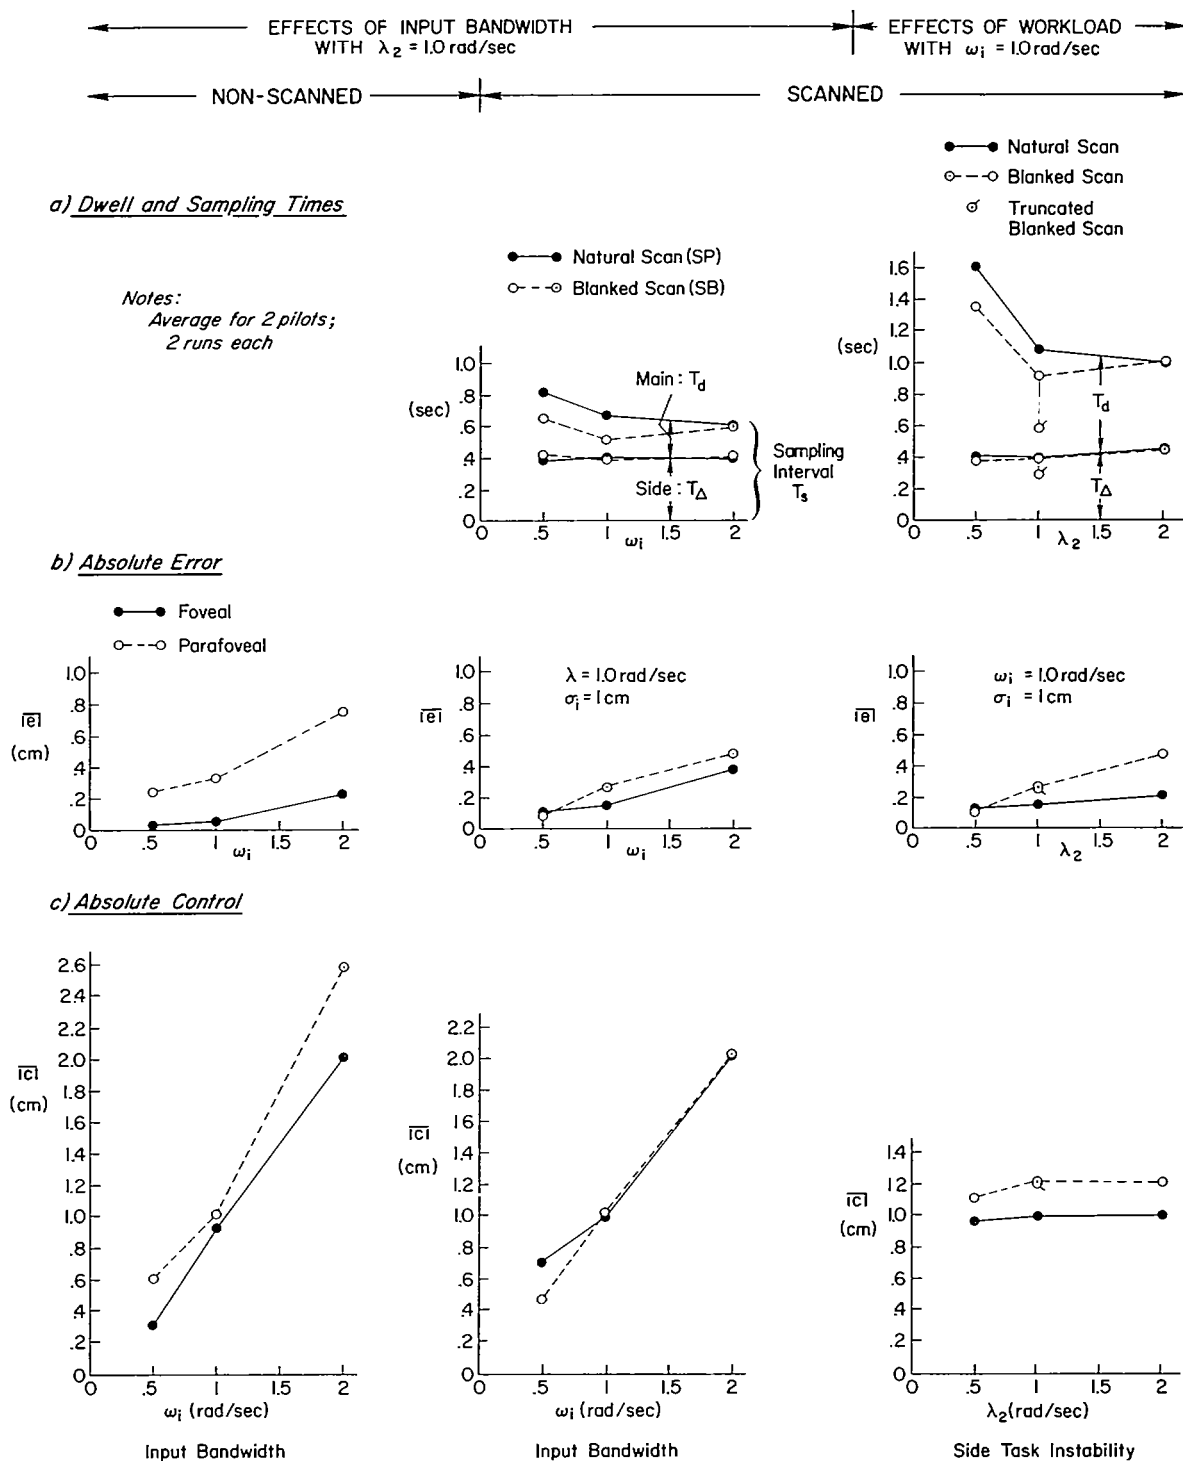 EFFECTS OF INPUT BANDWIDTH
WITH λ₂ = 1.0 rad/sec
EFFECTS OF WORKLOAD
WITH ωᵢ = 1.0 rad/sec
NON-SCANNED
SCANNED
Natural Scan
Blanked Scan
Truncated
Blanked Scan
a) Dwell and Sampling Times
Notes:
Average for 2 pilots;
2 runs each
Natural Scan (SP)
Blanked Scan (SB)
1.0
.8
.6
.4
.2
0
(sec)
Main: T_d
Side: T_Δ
Sampling
Interval
T_s
0 .5 1 1.5 2
ωᵢ
1.6
1.4
1.2
1.0
.8
.6
.4
.2
0
(sec)
T_d
T_Δ
0 .5 1 1.5 2
λ₂
b) Absolute Error
Foveal
Parafoveal
1.0
.8
.6
.4
.2
0
|e|
(cm)
0 .5 1 1.5 2
ωᵢ
1.0
.8
.6
.4
.2
0
|e|
λ = 1.0 rad/sec
σᵢ = 1 cm
0 .5 1 1.5 2
ωᵢ
1.0
.8
.6
.4
.2
0
|e|
ωᵢ = 1.0 rad/sec
σᵢ = 1 cm
0 .5 1 1.5 2
λ₂
c) Absolute Control
2.6
2.4
2.2
2.0
1.8
1.6
1.4
1.2
1.0
.8
.6
.4
.2
0
|c|
(cm)
0 .5 1 1.5 2
ωᵢ (rad/sec)
Input Bandwidth
2.2
2.0
1.8
1.6
1.4
1.2
1.0
.8
.6
.4
.2
0
|c|
(cm)
0 .5 1 1.5 2
ωᵢ (rad/sec)
Input Bandwidth
1.4
1.2
1.0
.8
.6
.4
.2
0
|c|
(cm)
0 .5 1 1.5 2
λ₂(rad/sec)
Side Task Instability